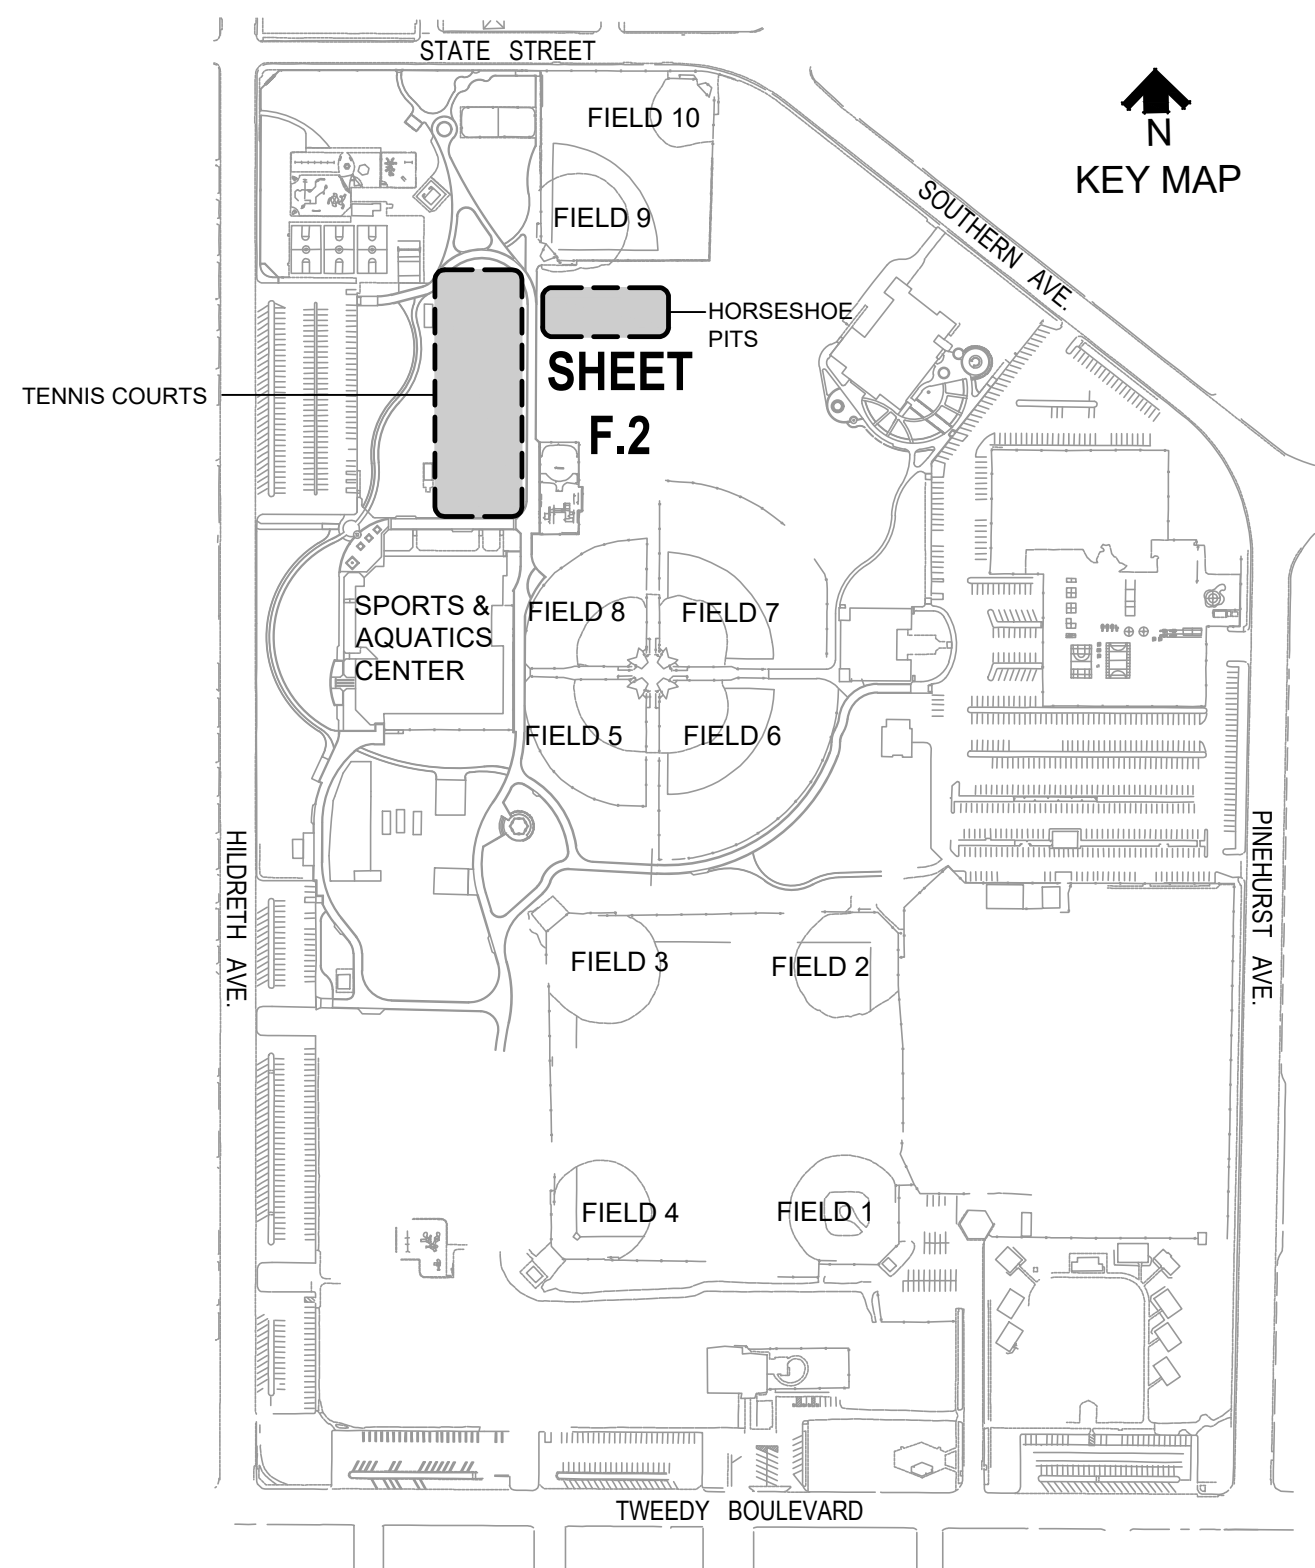 STATE STREET
FIELD 10
N
KEY MAP
SOUTHERN AVE.
FIELD 9
HORSESHOE
PITS
SHEET
F.2
TENNIS COURTS
SPORTS &
AQUATICS
CENTER
FIELD 8
FIELD 7
FIELD 5
FIELD 6
HILDRETH AVE.
PINEHURST AVE.
FIELD 3
FIELD 2
FIELD 4
FIELD 1
TWEEDY BOULEVARD